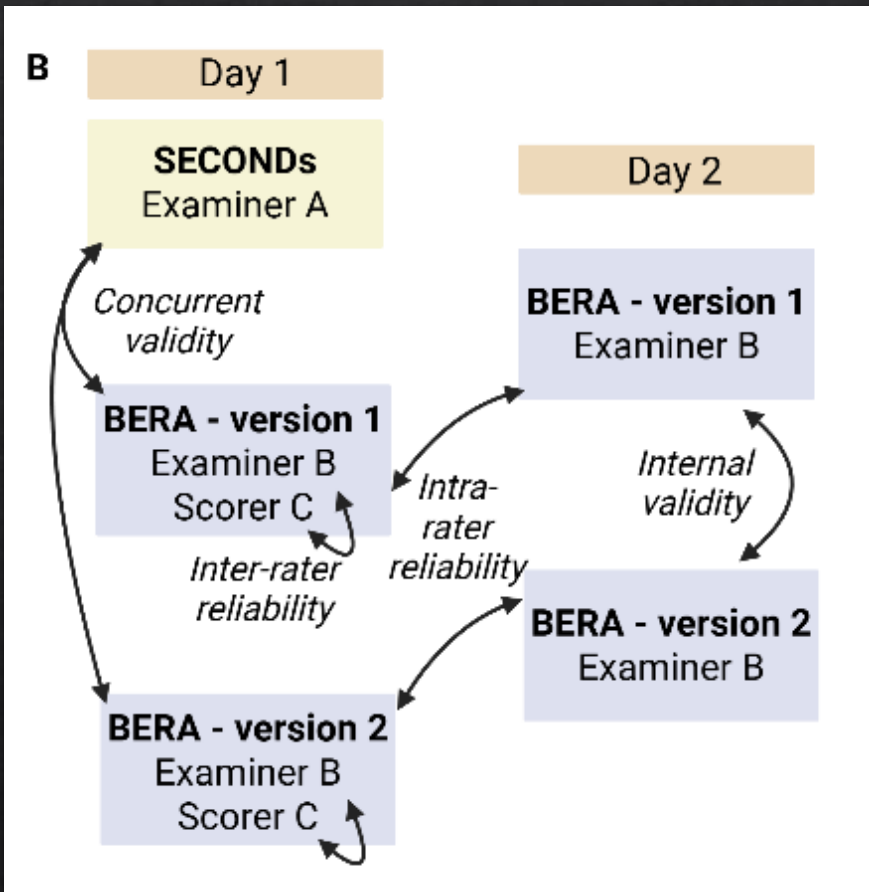 B
Day 1
SECONDs
Examiner A
Concurrent
validity
BERA - version 1
Examiner B
Scorer C
Inter-rater
reliability
BERA - version 2
Examiner B
Scorer C
Intra-
rater
reliability
Day 2
BERA - version 1
Examiner B
Internal
validity
BERA - version 2
Examiner B